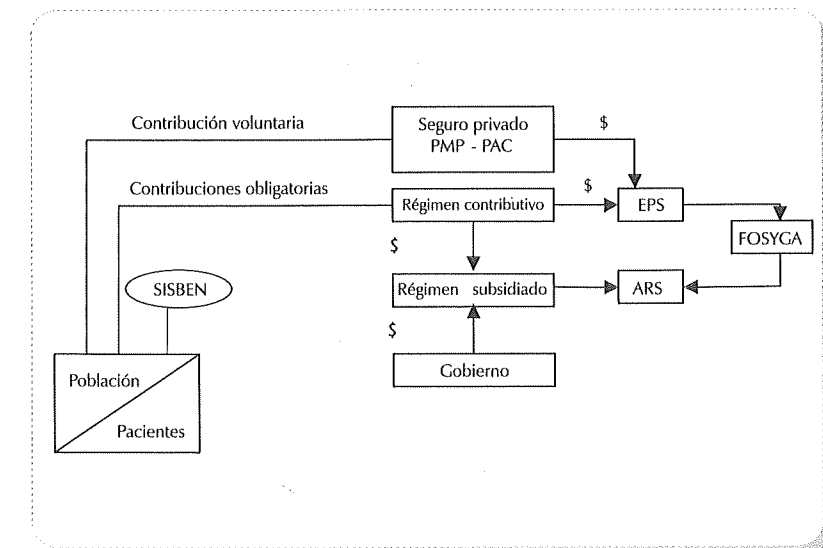 Contribución voluntaria
Seguro privado
PMP - PAC
$
Contribuciones obligatorias
Régimen contributivo
$
EPS
FOSYGA
$
SISBEN
Régimen subsidiado
ARS
$
Gobierno
Población
Pacientes